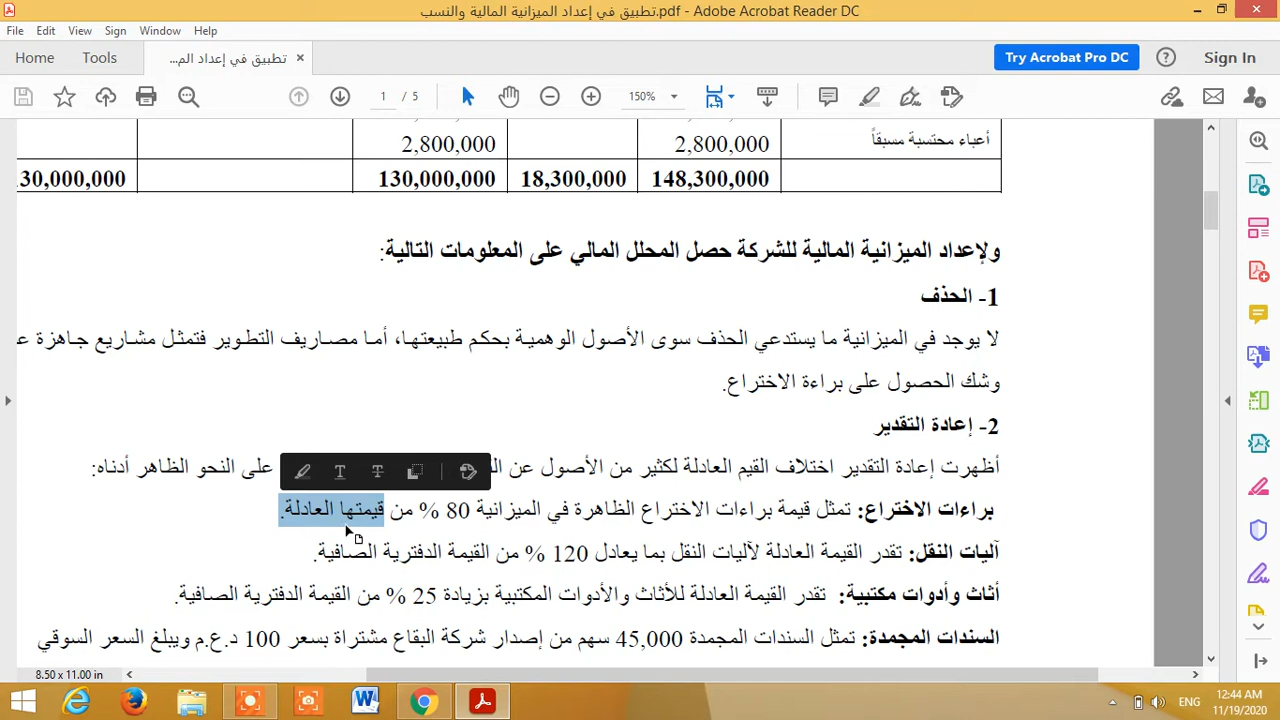 تطبيق في إعداد الميزانية المالية والنسب.pdf - Adobe Acrobat Reader DC
File Edit View Sign Window Help
Home Tools تطبيق في إعداد الم... × Try Acrobat Pro DC Sign In
1 / 5 150%
أعباء محتسبة مسبقاً 2,800,000 2,800,000
148,300,000 18,300,000 130,000,000 30,000,000
ولإعداد الميزانية المالية للشركة حصل المحلل المالي على المعلومات التالية:
1- الحذف
لا يوجد في الميزانية ما يستدعي الحذف سوى الأصول الوهمية بحكم طبيعتها، أما مصاريف التطوير فتمثل مشاريع جاهزة
وشك الحصول على براءة الاختراع.
2- إعادة التقدير
أظهرت إعادة التقدير اختلاف القيم العادلة لكثير من الأصول عن على النحو الظاهر أدناه:
براءات الاختراع: تمثل قيمة براءات الاختراع الظاهرة في الميزانية 80 % من قيمتها العادلة.
آليات النقل: تقدر القيمة العادلة لآليات النقل بما يعادل 120 % من القيمة الدفترية الصافية.
أثاث وأدوات مكتبية: تقدر القيمة العادلة للأثاث والأدوات المكتبية بزيادة 25 % من القيمة الدفترية الصافية.
السندات المجمدة: تمثل السندات المجمدة 45,000 سهم من إصدار شركة البقاع مشتراة بسعر 100 د.ع.م ويبلغ السعر السوقي
8.50 x 11.00 in
ENG 12:44 AM
11/19/2020